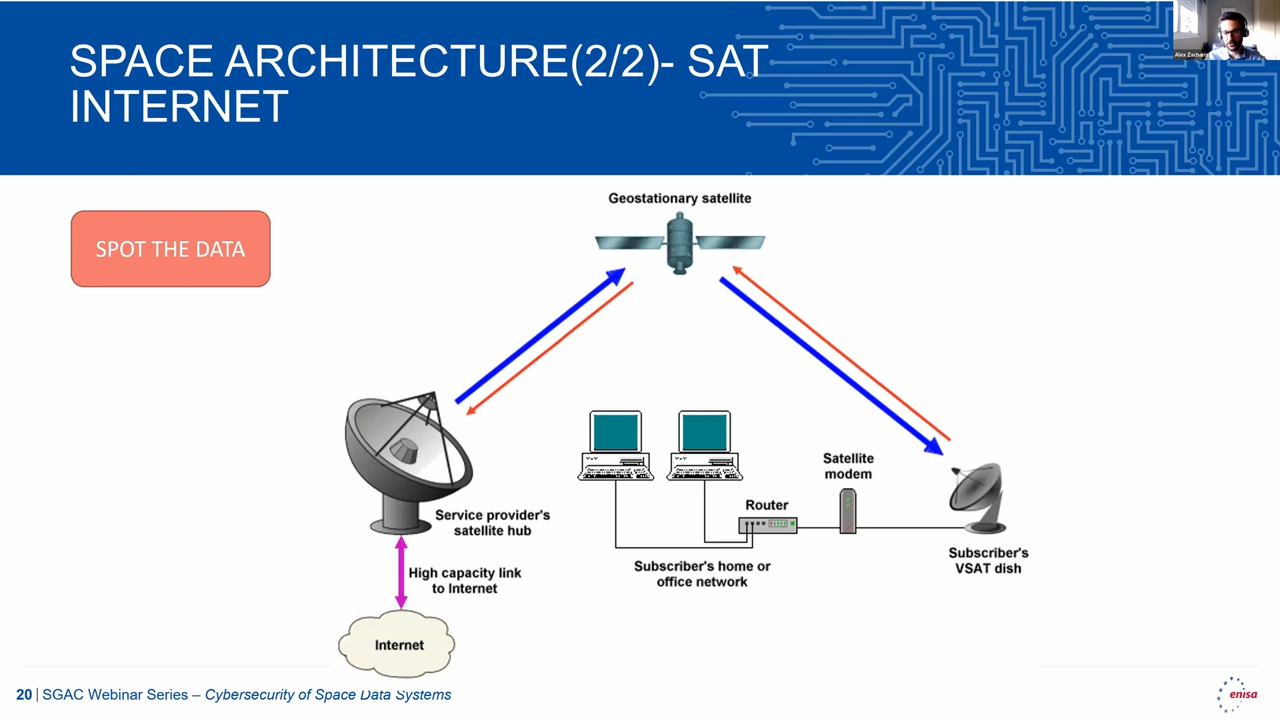 SPACE ARCHITECTURE(2/2)- SAT
INTERNET
Alex Zachari
SPOT THE DATA
Geostationary satellite
Satellite
modem
Router
Service provider's
satellite hub
Subscriber's
VSAT dish
Subscriber's home or
office network
High capacity link
to Internet
Internet
20 | SGAC Webinar Series – Cybersecurity of Space Data Systems
enisa